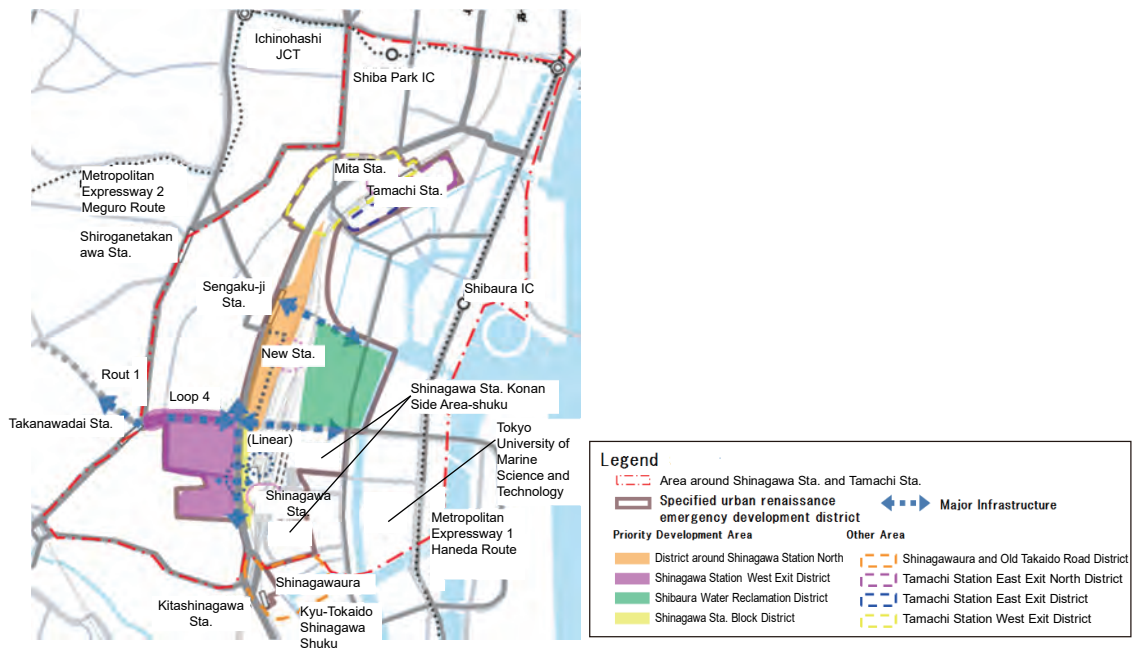 Ichinohashi
JCT
Shiba Park IC
Mita Sta.
Tamachi Sta.
Metropolitan
Expressway 2
Meguro Route
Shiroganetakan
awa Sta.
Sengaku-ji
Sta.
Shibaura IC
New Sta.
Rout 1
Loop 4
Shinagawa Sta. Konan
Side Area-shuku
Takanawadai Sta.
(Linear)
Tokyo
University of
Marine
Science and
Technology
Shinagawa
Sta.
Metropolitan
Expressway 1
Haneda Route
Shinagawaura
Kitashinagawa
Sta.
Kyu-Tokaido
Shinagawa
Shuku
Legend
Area around Shinagawa Sta. and Tamachi Sta.
Specified urban renaissance
emergency development district
Major Infrastructure
Priority Development Area
Other Area
District around Shinagawa Station North
Shinagawaura and Old Takaido Road District
Shinagawa Station West Exit District
Tamachi Station East Exit North District
Shibaura Water Reclamation District
Tamachi Station East Exit District
Shinagawa Sta. Block District
Tamachi Station West Exit District